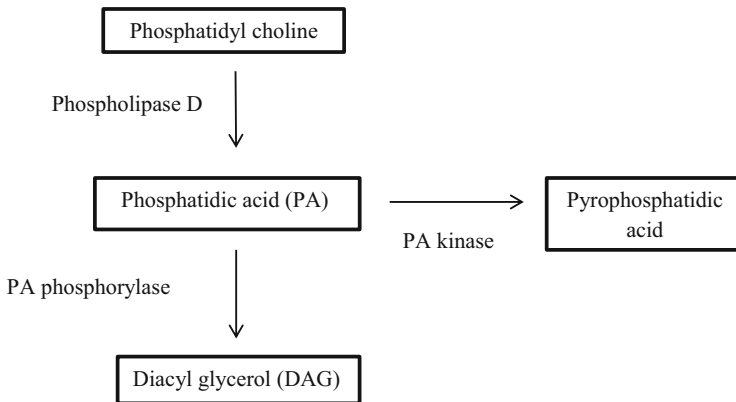 Phosphatidyl choline
Phospholipase D
Phosphatidic acid (PA)
Pyrophosphatidic
acid
PA kinase
PA phosphorylase
Diacyl glycerol (DAG)